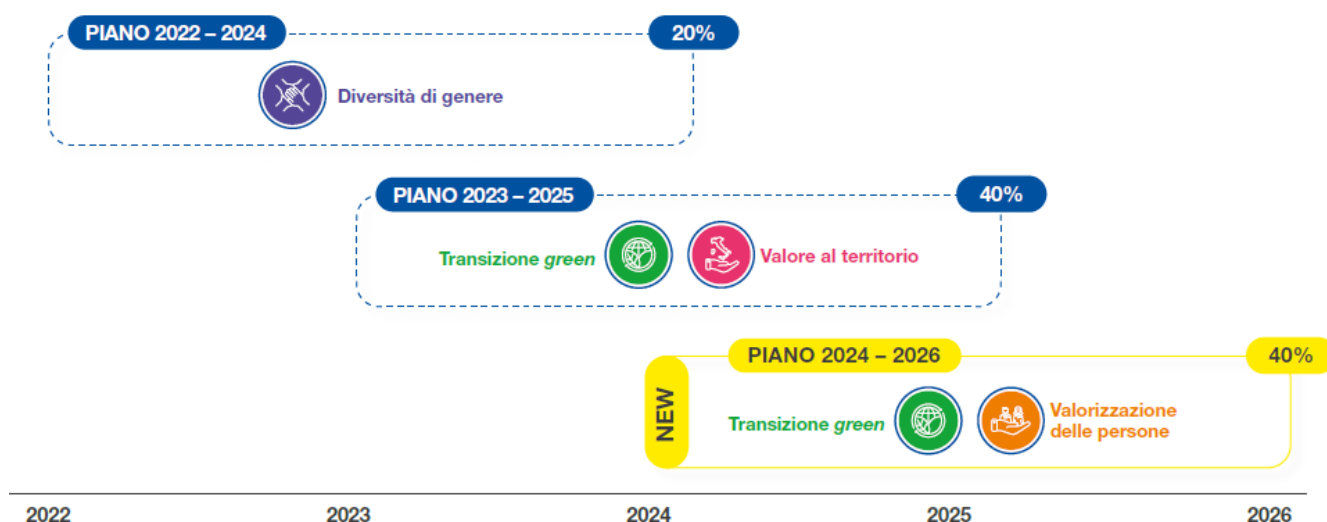 PIANO 2022 – 2024
20%
Diversità di genere
PIANO 2023 – 2025
40%
Transizione green
Valore al territorio
NEW
PIANO 2024 – 2026
40%
Transizione green
Valorizzazione
delle persone
2022
2023
2024
2025
2026